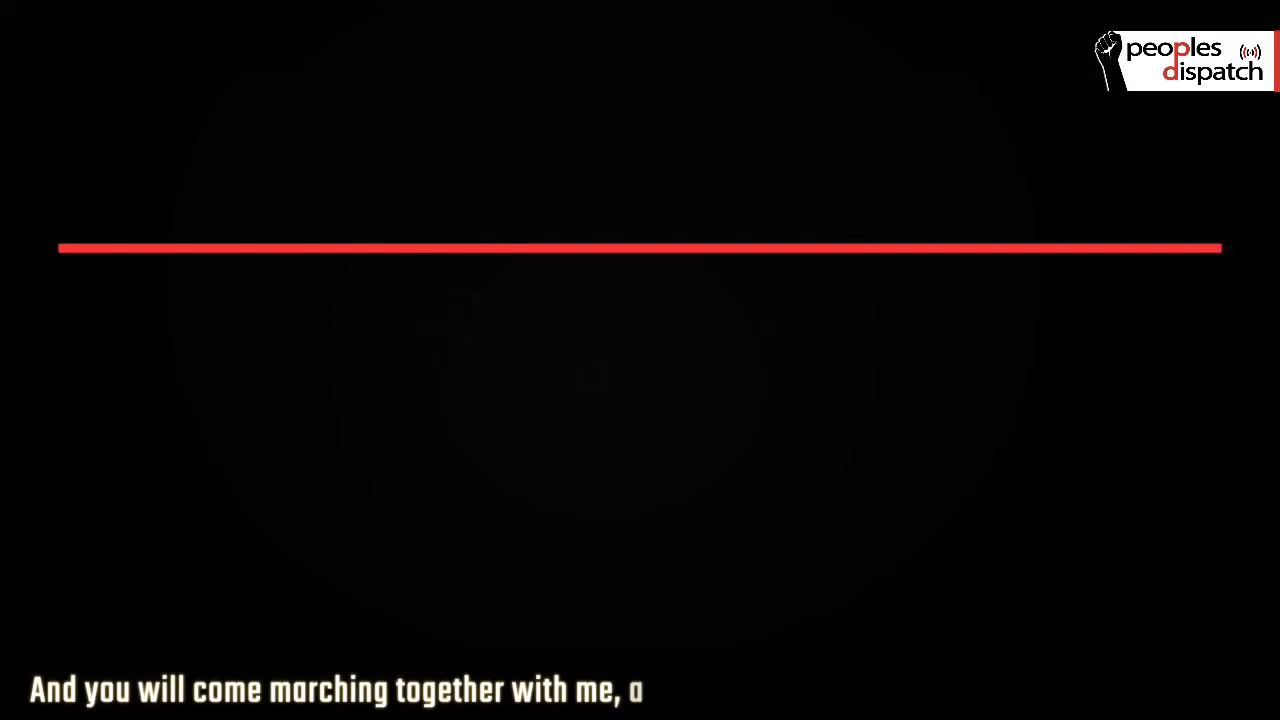 peoples
dispatch
And you will come marching together with me, a